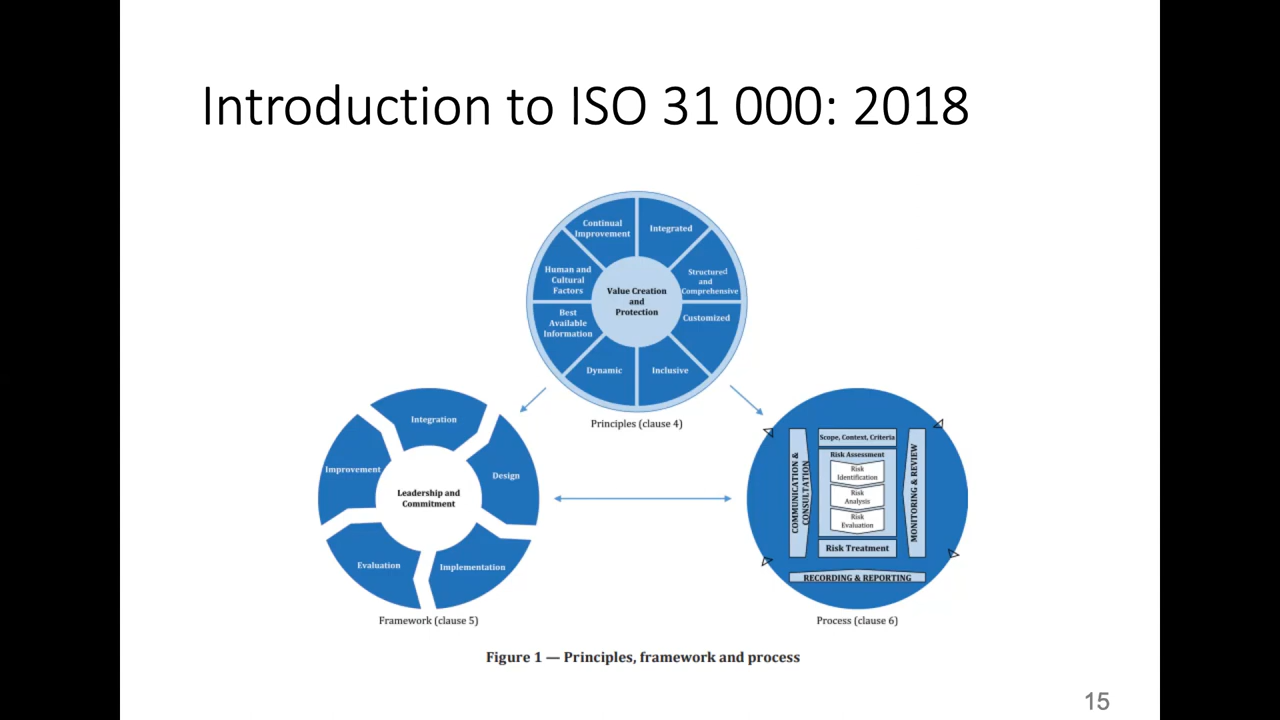 Introduction to ISO 31 000: 2018
Continual
Improvement
Integrated
Human and
Cultural
Factors
Structured
and
Comprehensive
Value Creation
and
Protection
Best
Available
Information
Customized
Dynamic
Inclusive
Principles (clause 4)
Integration
Improvement
Design
Leadership and
Commitment
Evaluation
Implementation
Framework (clause 5)
COMMUNICATION &
CONSULTATION
Scope, Context, Criteria
Risk Assessment
Risk
Identification
Risk
Analysis
Risk
Evaluation
Risk Treatment
MONITORING & REVIEW
RECORDING & REPORTING
Process (clause 6)
Figure 1 — Principles, framework and process
15